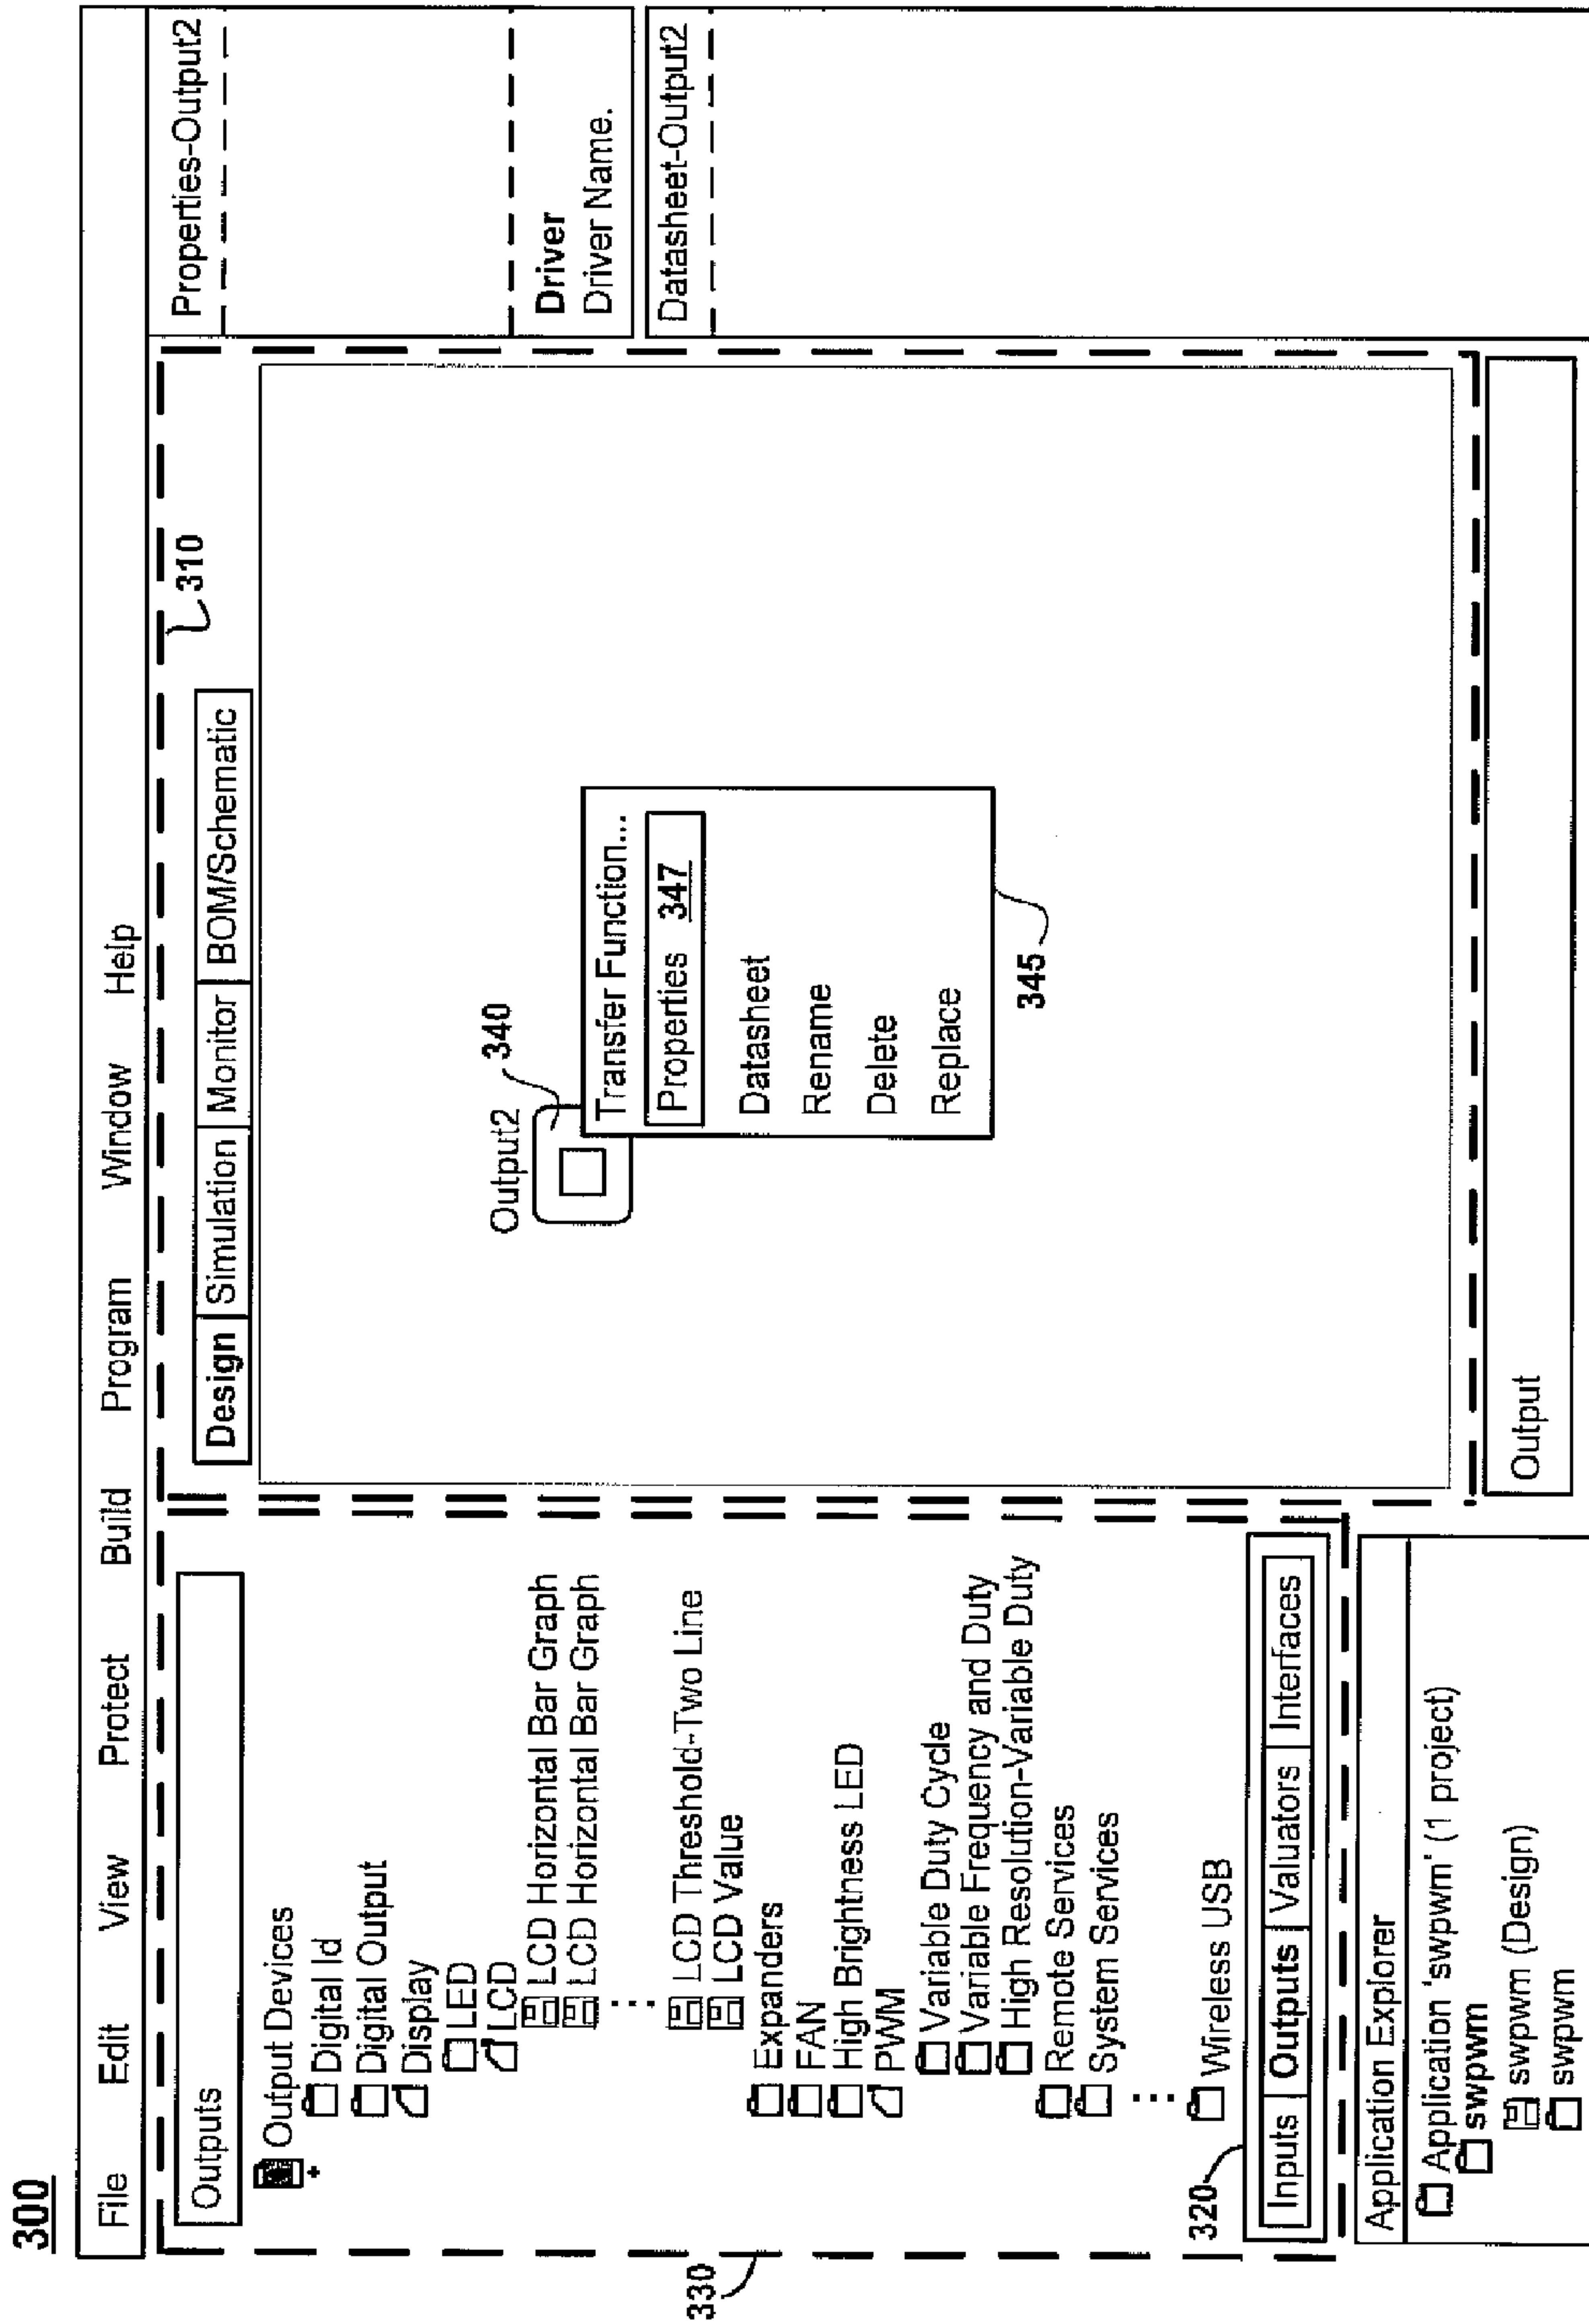 300
File Edit View Protect Build Program Window Help
Outputs
Output Devices
Digital Id
Digital Output
Display
LED
LCD
LCD Horizontal Bar Graph
LCD Horizontal Bar Graph
...
LCD Threshold-Two Line
LCD Value
Expanders
FAN
High Brightness LED
PWM
Variable Duty Cycle
Variable Frequency and Duty
High Resolution-Variable Duty
Remote Services
System Services
...
Wireless USB
330
320
Inputs Outputs Valuators Interfaces
Application Explorer
Application 'swpwm' (1 project)
swpwm
swpwm (Design)
swpwm
310
Design Simulation Monitor BOM/Schematic
Output2
340
Transfer Function...
Properties 347
Datasheet
Rename
Delete
Replace
345
Output
Properties-Output2
Driver
Driver Name.
Datasheet-Output2